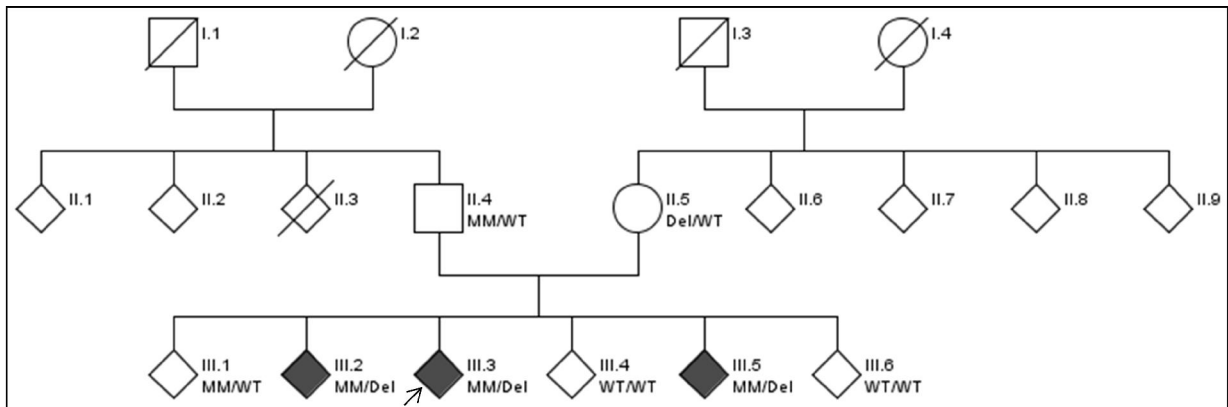 I.1
I.2
I.3
I.4
II.1
II.2
II.3
II.4
MM/WT
II.5
Del/WT
II.6
II.7
II.8
II.9
III.1
MM/WT
III.2
MM/Del
III.3
MM/Del
III.4
WT/WT
III.5
MM/Del
III.6
WT/WT